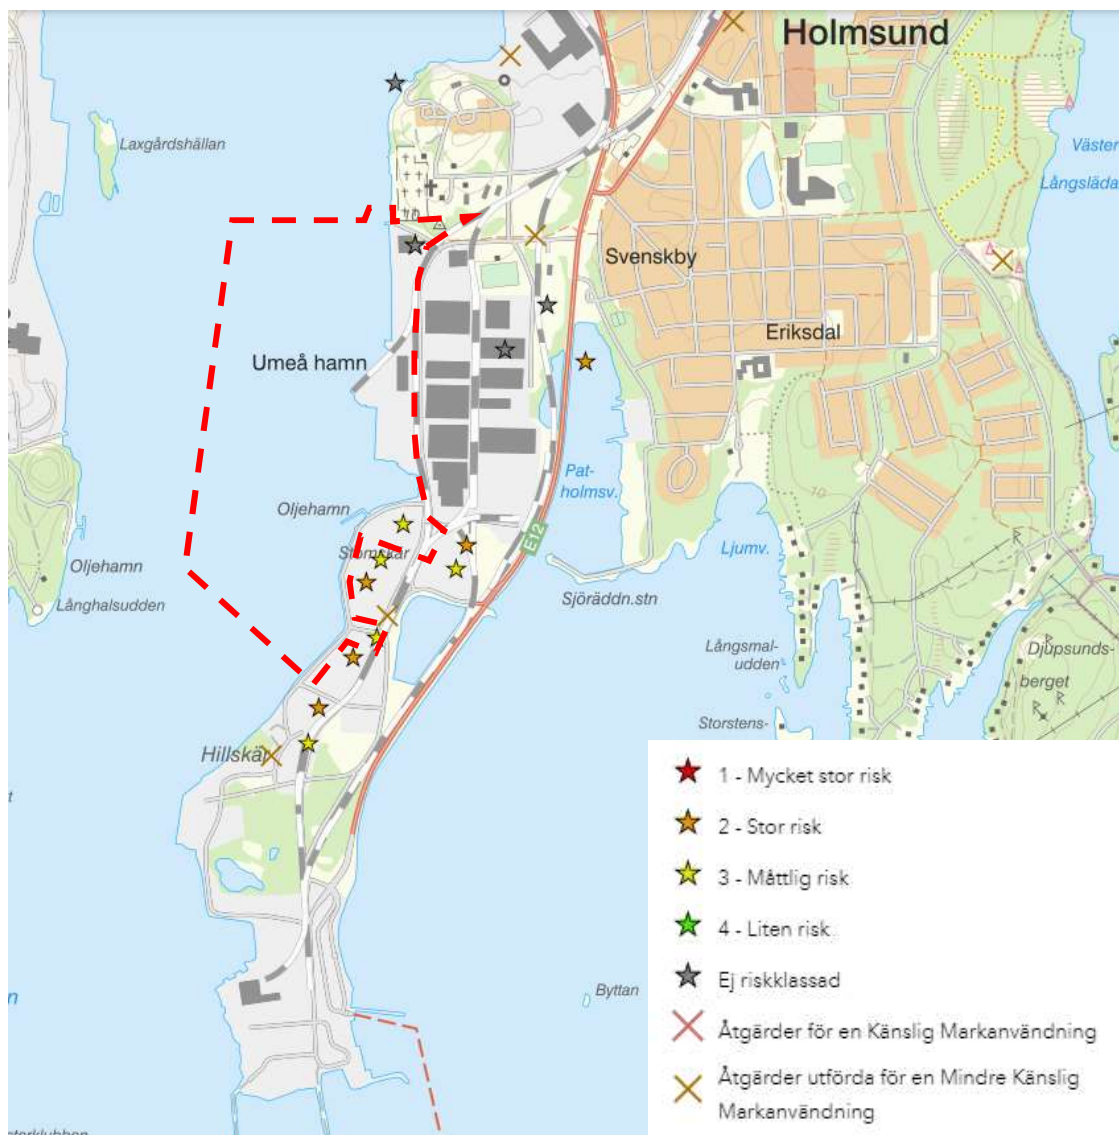 Holmsund
Laxgårdshällan
Väster
Långsläda
Svenskby
Eriksdal
Umeå hamn
Pat-
holmsv.
Oljehamn
E12
Ljumv.
Stomskär
Oljehamn
Långhalsudden
Sjöräddn.stn
Långsmal-
udden
Djupsunds-
berget
Storstens-
Hillskär
10
Byttan
1 - Mycket stor risk
2 - Stor risk
3 - Måttlig risk
4 - Liten risk
Ej riskklassad
Åtgärder för en Känslig Markanvändning
Åtgärder utförda för en Mindre Känslig
Markanvändning